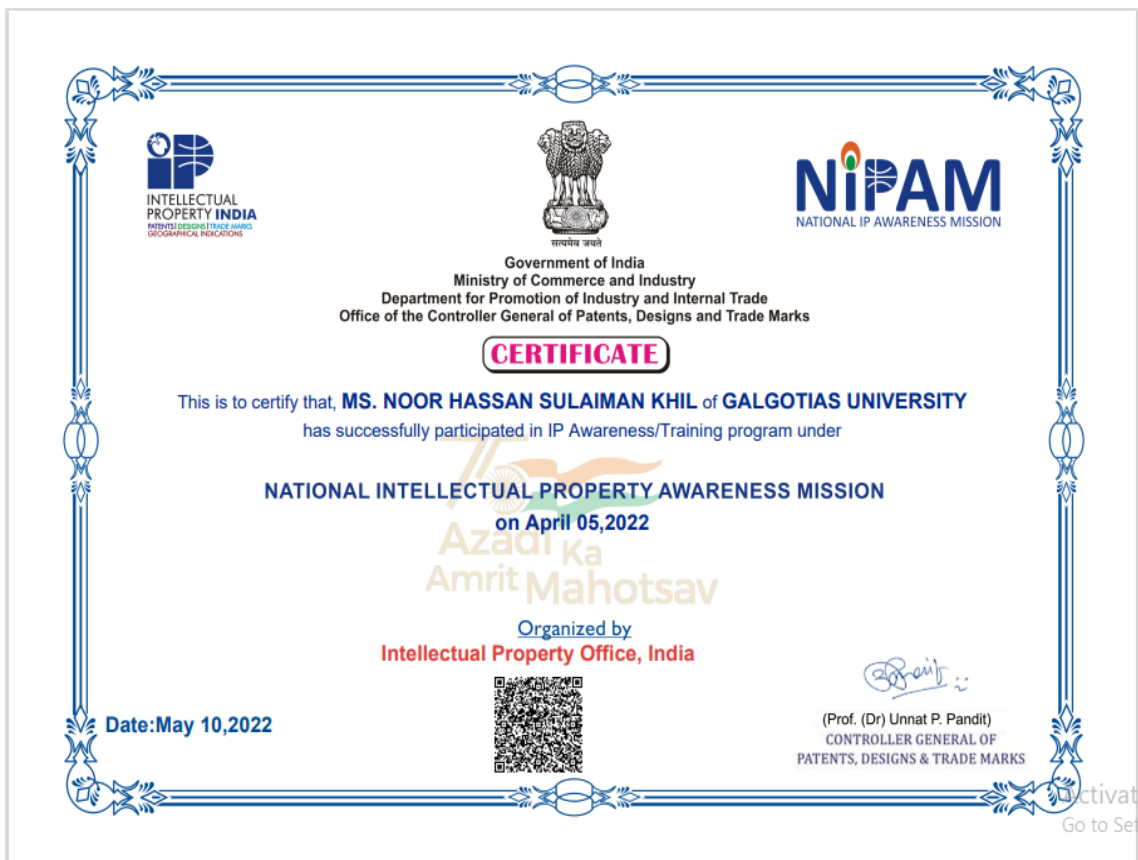 INTELLECTUAL
PROPERTY INDIA
PATENTS | DESIGNS | TRADE MARKS
GEOGRAPHICAL INDICATIONS
सत्यमेव जयते
NiPAM
NATIONAL IP AWARENESS MISSION
Government of India
Ministry of Commerce and Industry
Department for Promotion of Industry and Internal Trade
Office of the Controller General of Patents, Designs and Trade Marks
CERTIFICATE
This is to certify that, MS. NOOR HASSAN SULAIMAN KHIL of GALGOTIAS UNIVERSITY
has successfully participated in IP Awareness/Training program under
NATIONAL INTELLECTUAL PROPERTY AWARENESS MISSION
on April 05,2022
75
Azadi Ka
Amrit Mahotsav
Organized by
Intellectual Property Office, India
Date:May 10,2022
(Prof. (Dr) Unnat P. Pandit)
CONTROLLER GENERAL OF
PATENTS, DESIGNS & TRADE MARKS
Activat
Go to Set